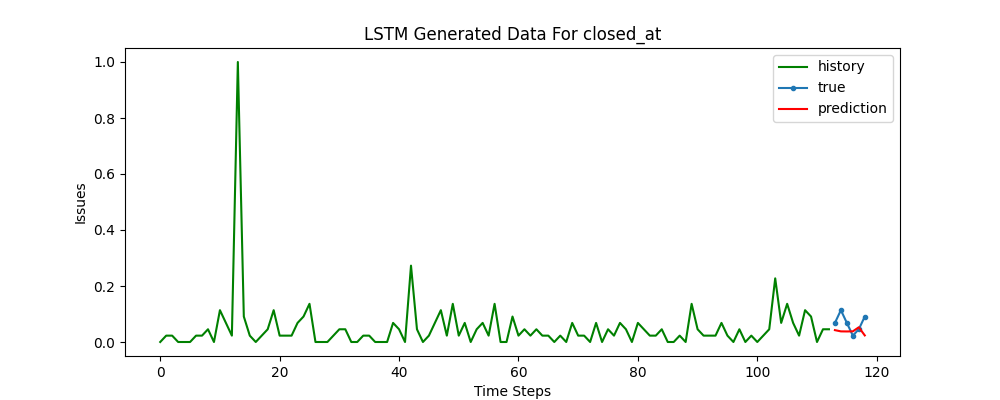 LSTM Generated Data For closed_at
history
true
prediction
1.0
0.8
0.6
0.4
0.2
0.0
Issues
0 20 40 60 80 100 120
Time Steps